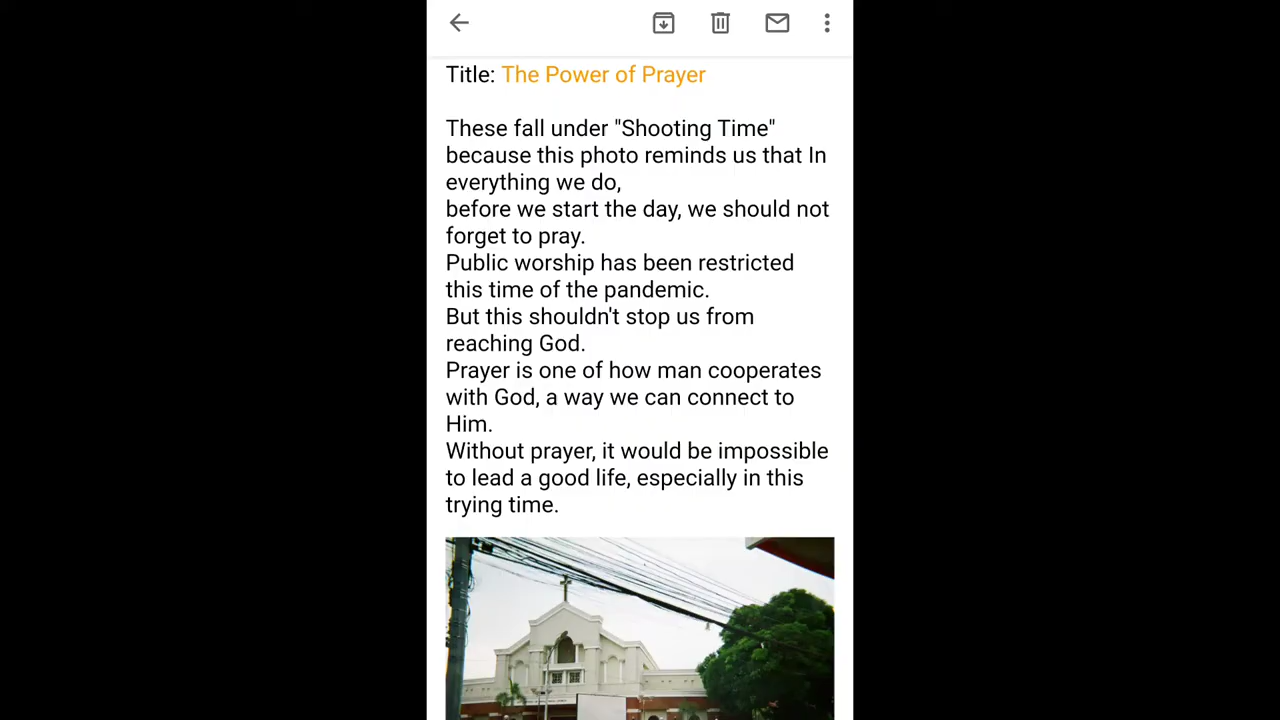 Title: The Power of Prayer
These fall under "Shooting Time"
because this photo reminds us that In
everything we do,
before we start the day, we should not
forget to pray.
Public worship has been restricted
this time of the pandemic.
But this shouldn't stop us from
reaching God.
Prayer is one of how man cooperates
with God, a way we can connect to
Him.
Without prayer, it would be impossible
to lead a good life, especially in this
trying time.